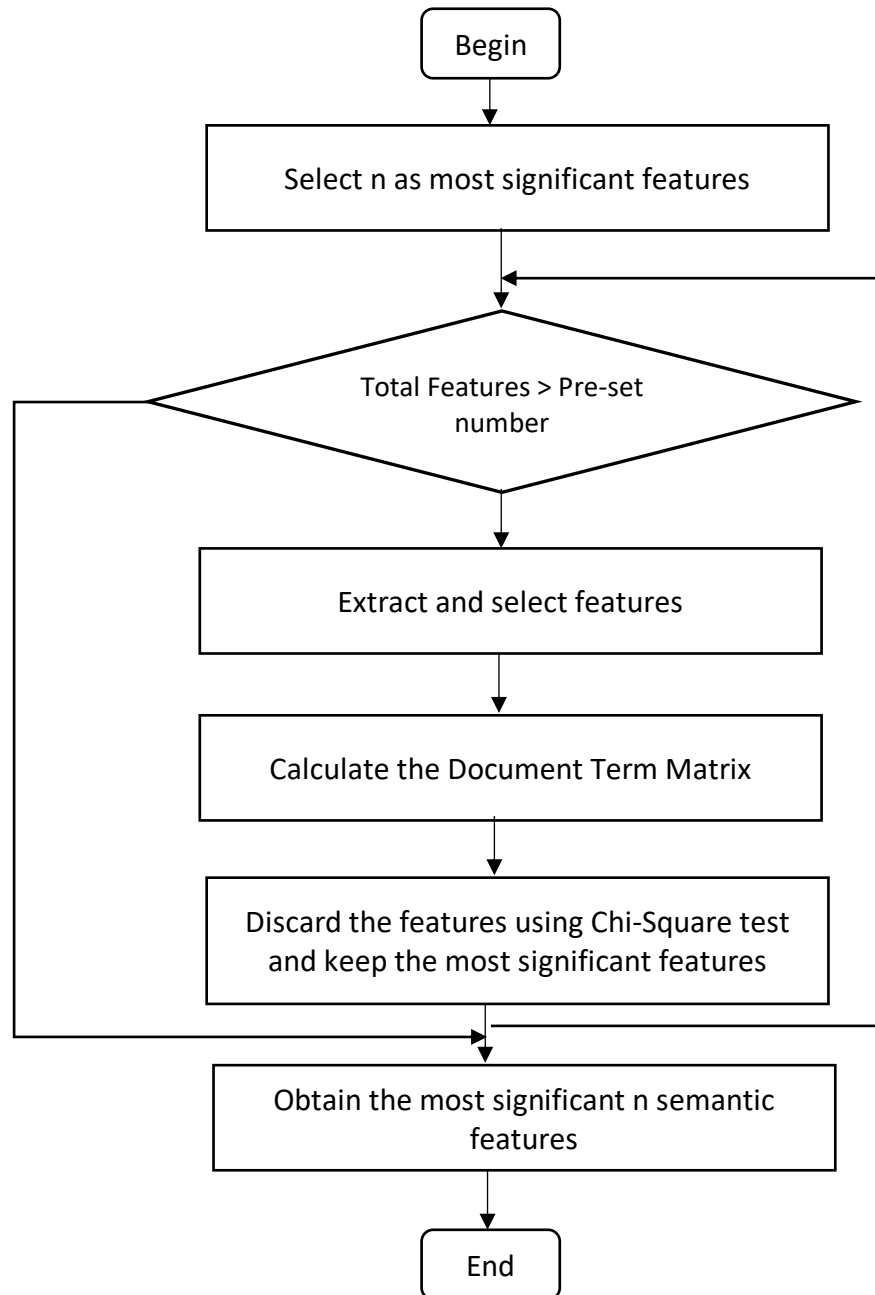 Begin
Select n as most significant features
Total Features > Pre-set
number
Extract and select features
Calculate the Document Term Matrix
Discard the features using Chi-Square test
and keep the most significant features
Obtain the most significant n semantic
features
End